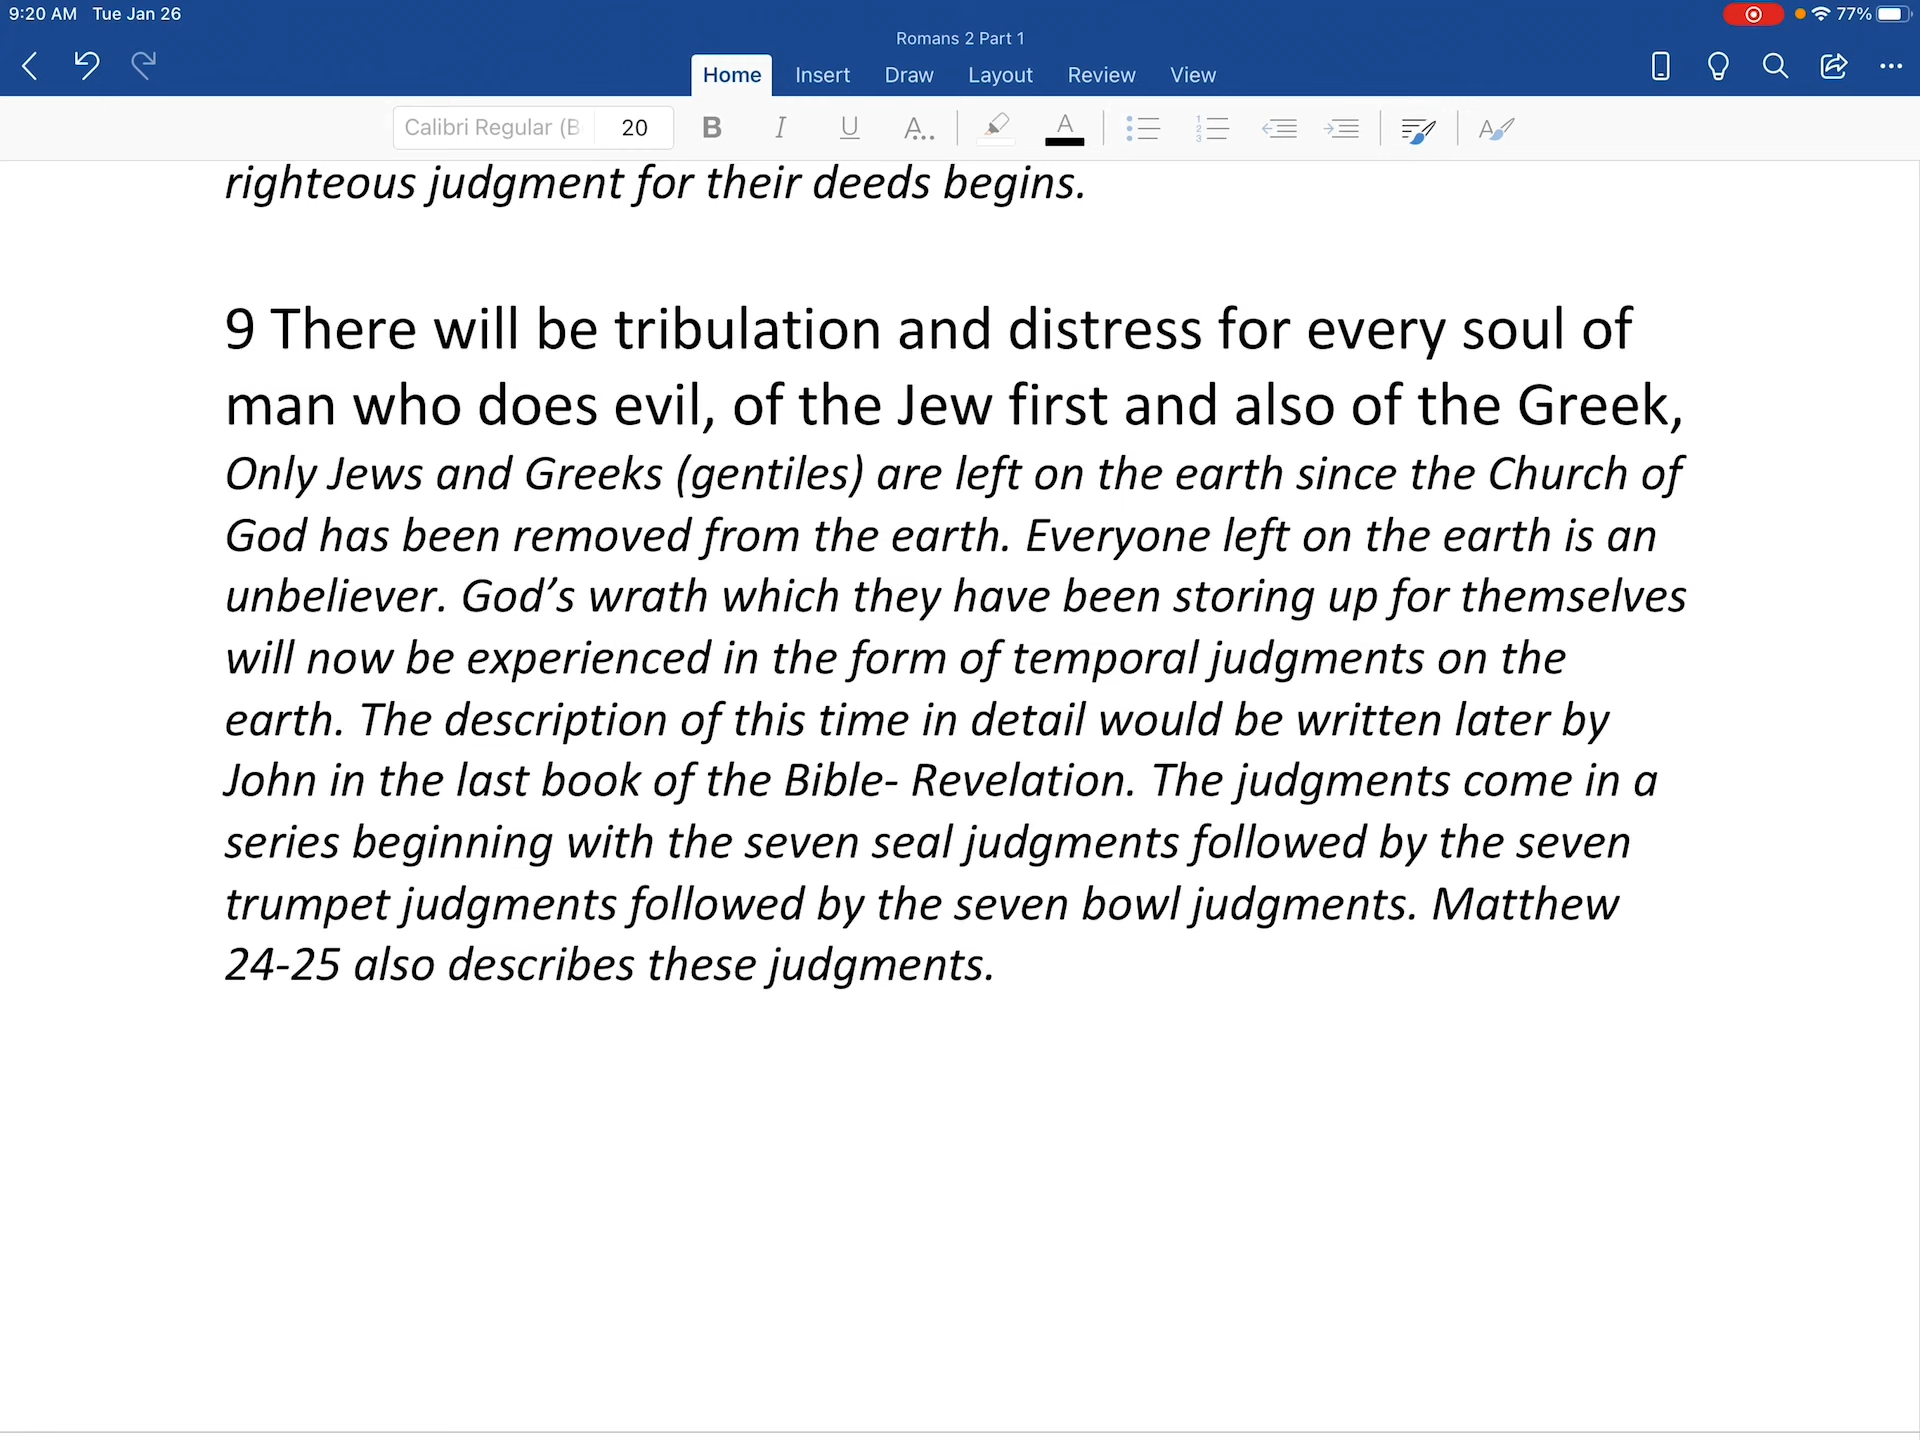 9:20 AM Tue Jan 26
77%
Romans 2 Part 1
Home Insert Draw Layout Review View
Calibri Regular (B 20 B I U A..  A
righteous judgment for their deeds begins.
9 There will be tribulation and distress for every soul of
man who does evil, of the Jew first and also of the Greek,
Only Jews and Greeks (gentiles) are left on the earth since the Church of
God has been removed from the earth. Everyone left on the earth is an
unbeliever. God’s wrath which they have been storing up for themselves
will now be experienced in the form of temporal judgments on the
earth. The description of this time in detail would be written later by
John in the last book of the Bible- Revelation. The judgments come in a
series beginning with the seven seal judgments followed by the seven
trumpet judgments followed by the seven bowl judgments. Matthew
24-25 also describes these judgments.